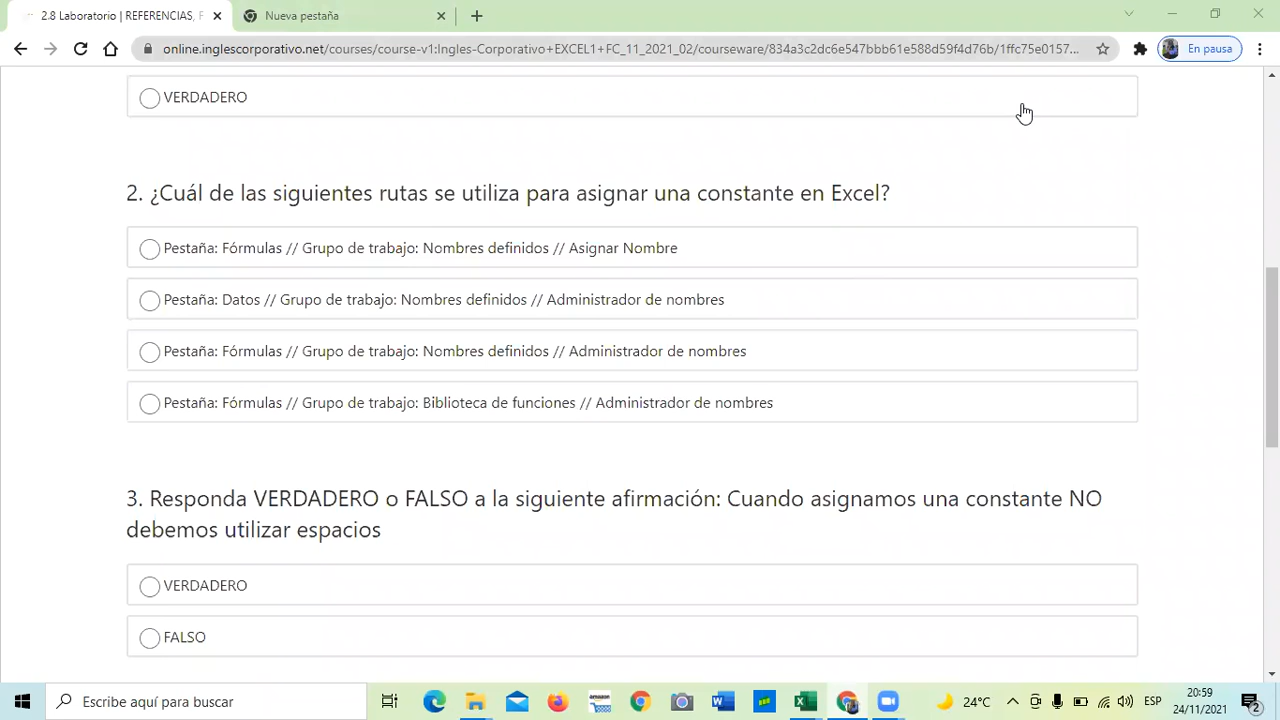 2.8 Laboratorio | REFERENCIAS, F
Nueva pestaña
online.inglescorporativo.net/courses/course-v1:Ingles-Corporativo+EXCEL1+FC_11_2021_02/courseware/834a3c2dc6e547bbb61e588d59f4d76b/1ffc75e0157...
En pausa
VERDADERO
2. ¿Cuál de las siguientes rutas se utiliza para asignar una constante en Excel?
Pestaña: Fórmulas // Grupo de trabajo: Nombres definidos // Asignar Nombre
Pestaña: Datos // Grupo de trabajo: Nombres definidos // Administrador de nombres
Pestaña: Fórmulas // Grupo de trabajo: Nombres definidos // Administrador de nombres
Pestaña: Fórmulas // Grupo de trabajo: Biblioteca de funciones // Administrador de nombres
3. Responda VERDADERO o FALSO a la siguiente afirmación: Cuando asignamos una constante NO
debemos utilizar espacios
VERDADERO
FALSO
Escribe aquí para buscar
24°C
ESP
20:59
24/11/2021
2